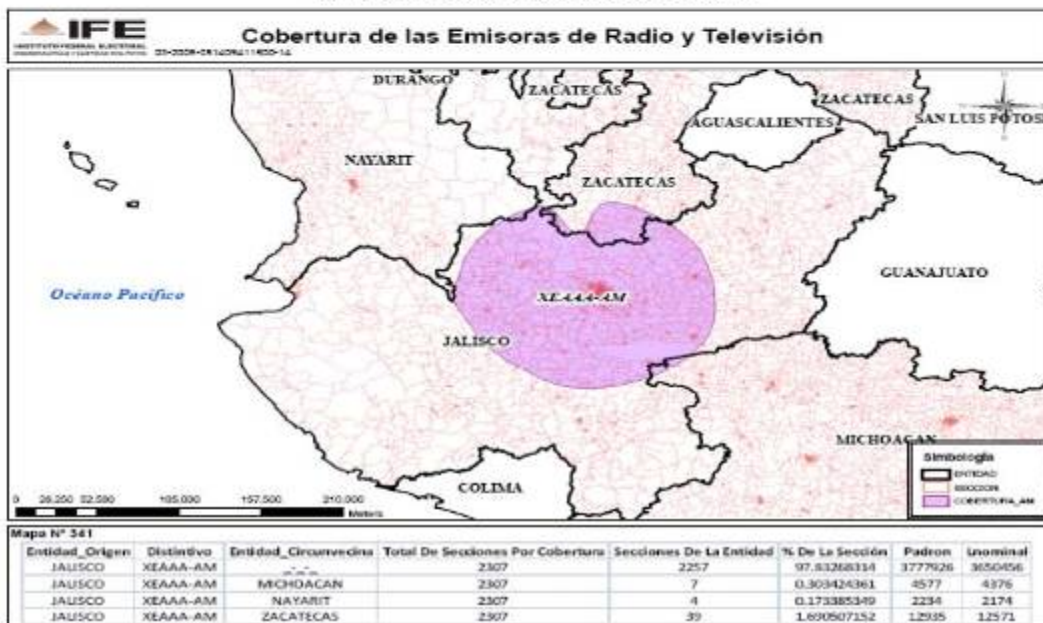 IFE
Cobertura de las Emisoras de Radio y Televisión
INSTITUTO FEDERAL ELECTORAL
DURANGO
ZACATECAS
ZACATECAS
AGUASCALIENTES
SAN LUIS POTOSI
NAYARIT
ZACATECAS
GUANAJUATO
Océano Pacífico
XEAAA-AM
JALISCO
MICHOACAN
Simbología
ENTIDAD
SECCION
COBERTURA_AM
COLIMA
0 26,250 52,500 105,000 157,500 210,000
Meters
Mapa N° 341
Entidad_Origen Distintivo Entidad_Circunvecina Total De Secciones Por Cobertura Secciones De La Entidad % De La Sección Padron Lnominal
JALISCO XEAAA-AM _-_-_ 2307 2257 97.83268314 3777926 3650456
JALISCO XEAAA-AM MICHOACAN 2307 7 0.303424361 4577 4376
JALISCO XEAAA-AM NAYARIT 2307 4 0.173385349 2234 2174
JALISCO XEAAA-AM ZACATECAS 2307 39 1.690507152 12935 12571